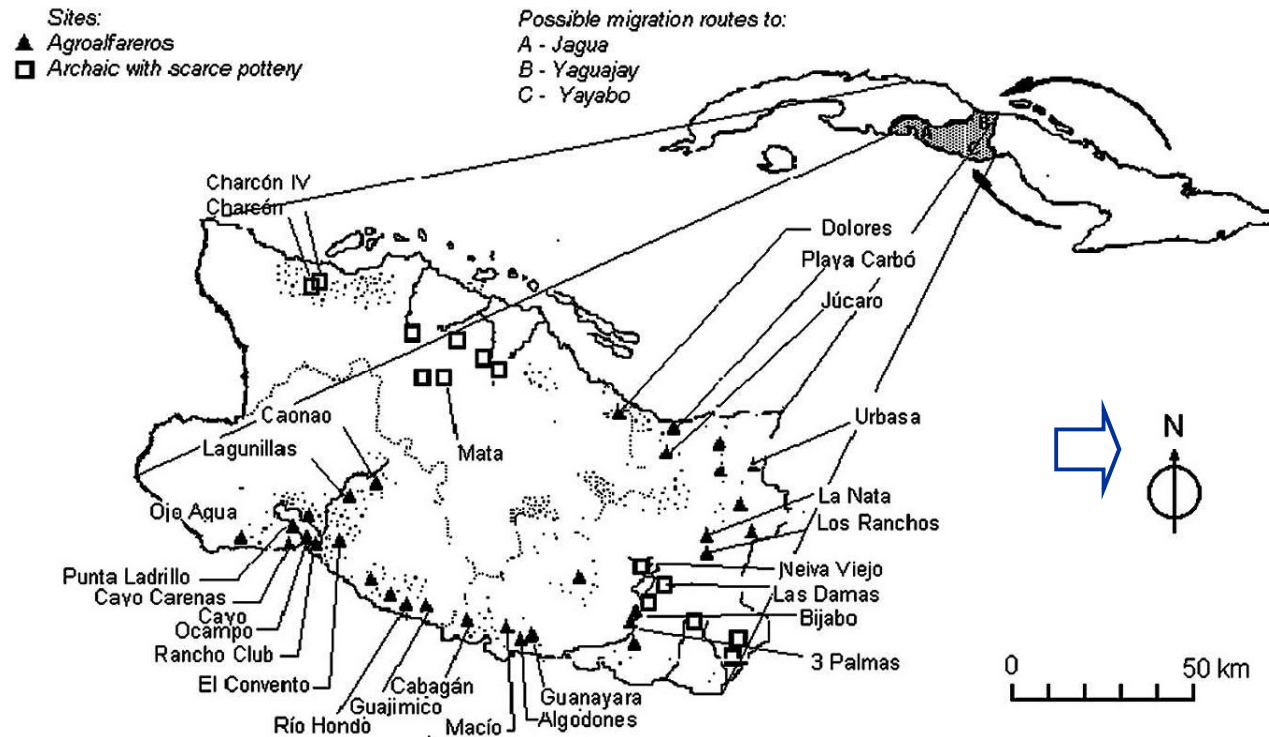 Sites:
Agroalfareros
Archaic with scarce pottery
Possible migration routes to:
A - Jagua
B - Yaguajay
C - Yayabo
A
B
C
Charcón IV
Charcón
Dolores
Playa Carbó
Júcaro
Caonao
Lagunillas
Mata
Urbasa
N
Ojo Agua
La Nata
Los Ranchos
Punta Ladrillo
Cayo Carenas
Cayo
Ocampo
Rancho Club
El Convento
Neiva Viejo
Las Damas
Bijabo
3 Palmas
Río Hondo
Guajimico
Cabagán
Macío
Guanayara
Algodones
0
50 km